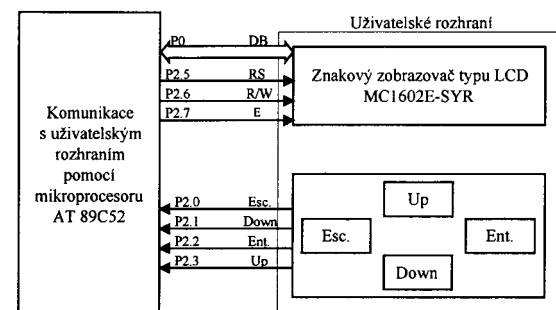 Uživatelské rozhraní
P0 DB
P2.5 RS
P2.6 R/W
P2.7 E
Znakový zobrazovač typu LCD
MC1602E-SYR
Komunikace
s uživatelským
rozhraním
pomocí
mikroprocesoru
AT 89C52
P2.0 Esc.
P2.1 Down
P2.2 Ent.
P2.3 Up
Up
Esc.
Ent.
Down